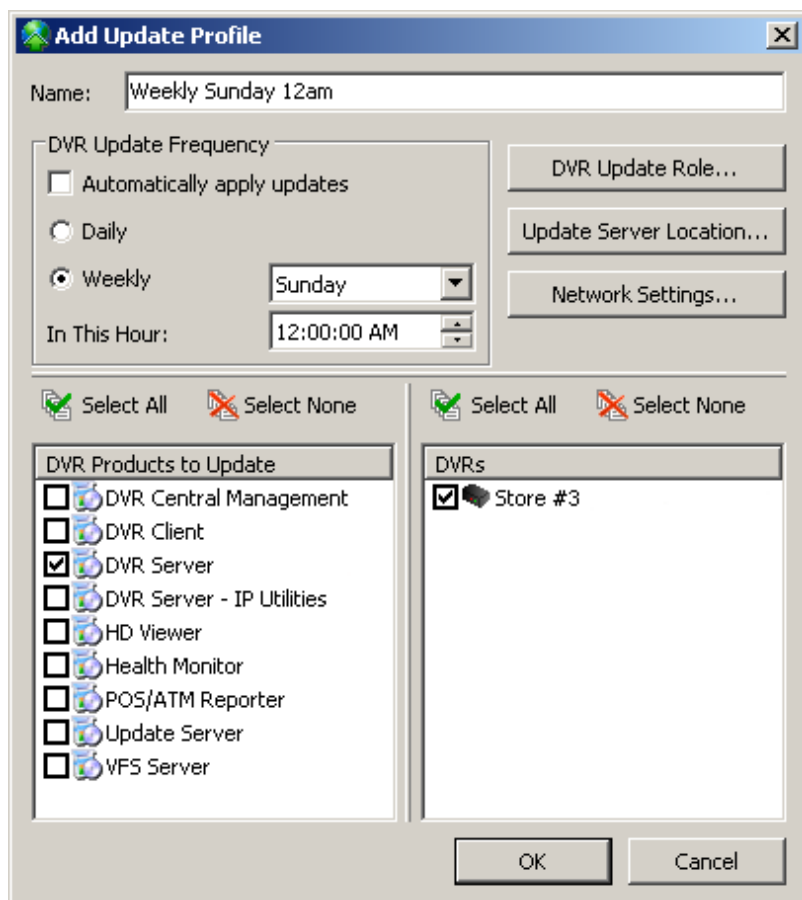 Add Update Profile
Name: Weekly Sunday 12am
DVR Update Frequency
Automatically apply updates
Daily
Weekly Sunday
In This Hour: 12:00:00 AM
DVR Update Role...
Update Server Location...
Network Settings...
Select All Select None
DVR Products to Update
DVR Central Management
DVR Client
DVR Server
DVR Server - IP Utilities
HD Viewer
Health Monitor
POS/ATM Reporter
Update Server
VFS Server
Select All Select None
DVRs
Store #3
OK Cancel